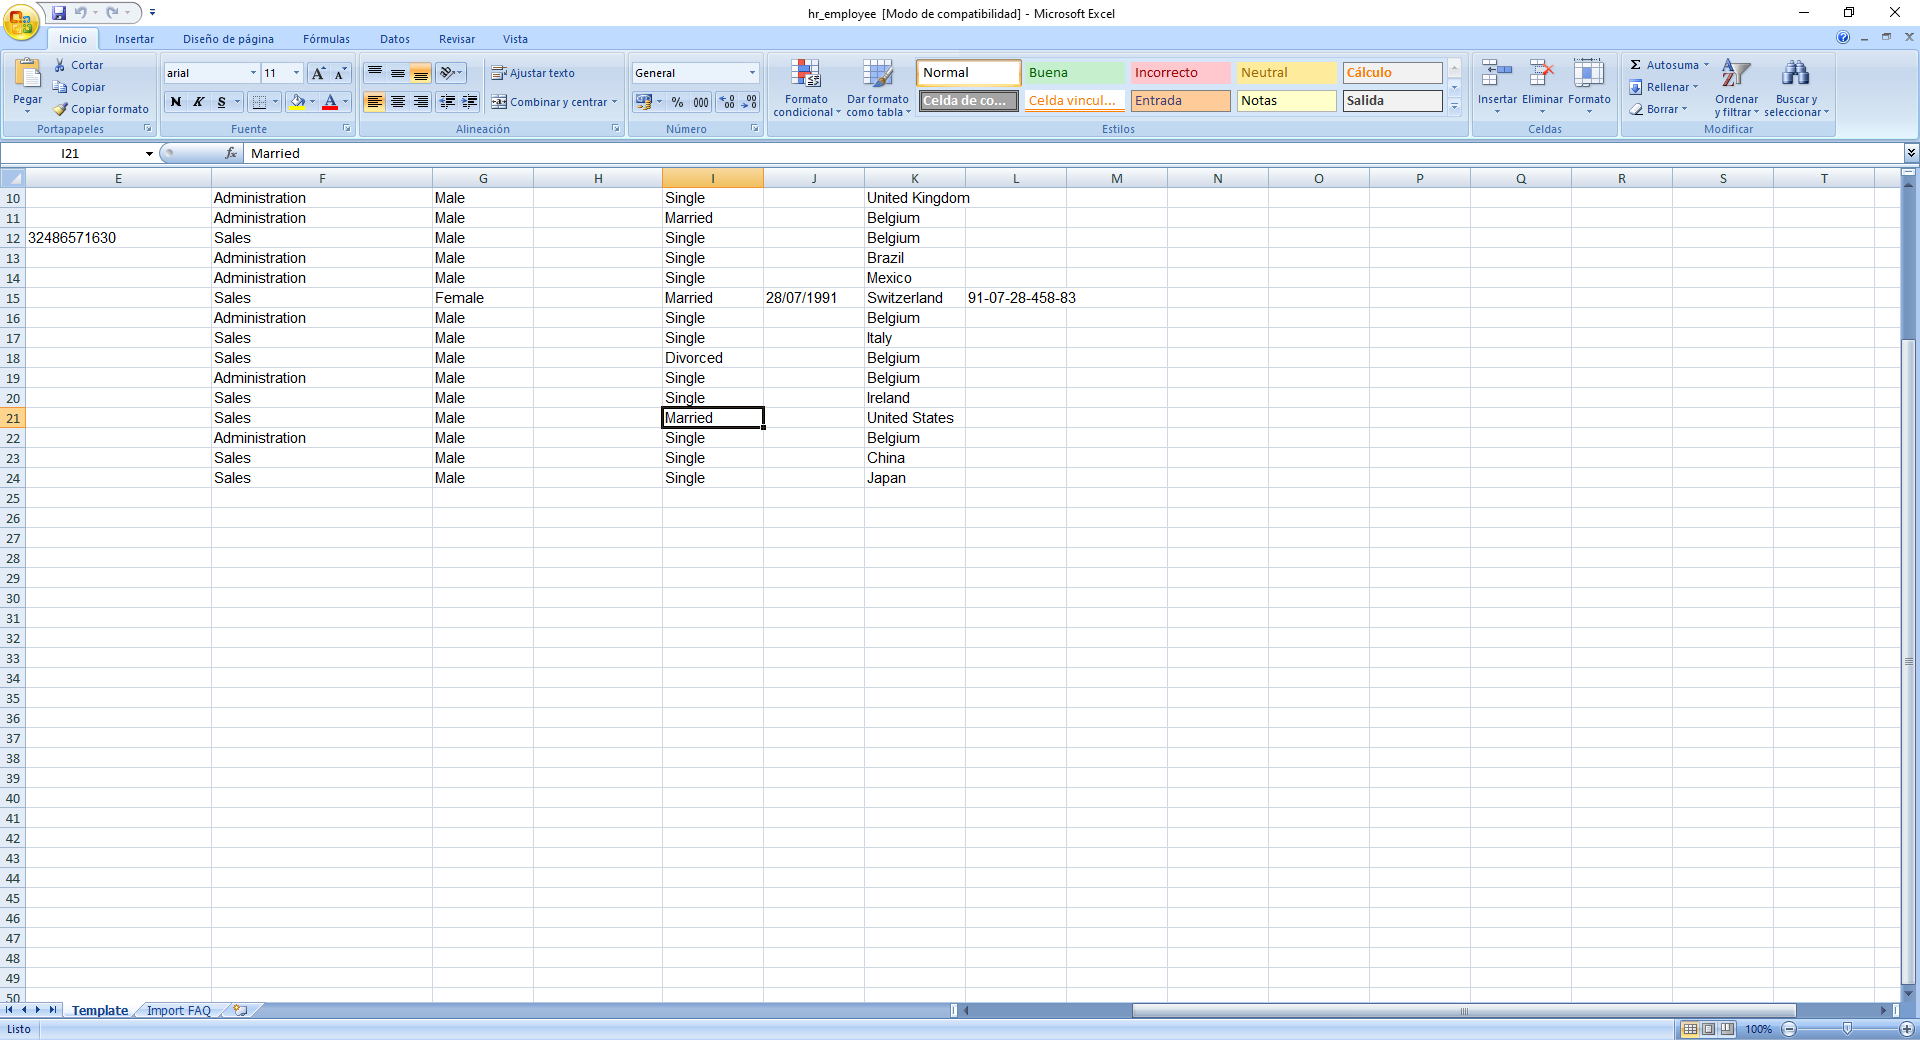 hr_employee [Modo de compatibilidad] - Microsoft Excel
Inicio Insertar Diseño de página Fórmulas Datos Revisar Vista
Pegar Cortar Copiar Copiar formato
Portapapeles
arial 11
N K S
Fuente
Ajustar texto
Combinar y centrar
Alineación
General
% 000
Número
Formato condicional Dar formato como tabla
Normal Buena Incorrecto Neutral Cálculo
Celda de co... Celda vincul... Entrada Notas Salida
Estilos
Insertar Eliminar Formato
Celdas
Autosuma
Rellenar
Borrar
Ordenar y filtrar Buscar y seleccionar
Modificar
I21 fx Married
E F G H I J K L M N O P Q R S T
10 Administration Male Single United Kingdom
11 Administration Male Married Belgium
12 32486571630 Sales Male Single Belgium
13 Administration Male Single Brazil
14 Administration Male Single Mexico
15 Sales Female Married 28/07/1991 Switzerland 91-07-28-458-83
16 Administration Male Single Belgium
17 Sales Male Single Italy
18 Sales Male Divorced Belgium
19 Administration Male Single Belgium
20 Sales Male Single Ireland
21 Sales Male Married United States
22 Administration Male Single Belgium
23 Sales Male Single China
24 Sales Male Single Japan
25
26
27
28
29
30
31
32
33
34
35
36
37
38
39
40
41
42
43
44
45
46
47
48
49
50
Template Import FAQ
Listo 100%